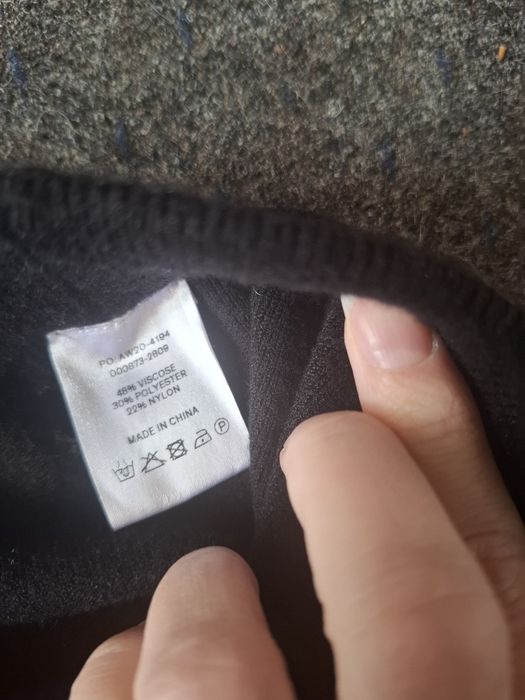 PO: AW20-4194
000873-2809
48% VISCOSE
30% POLYESTER
22% NYLON
MADE IN CHINA
P